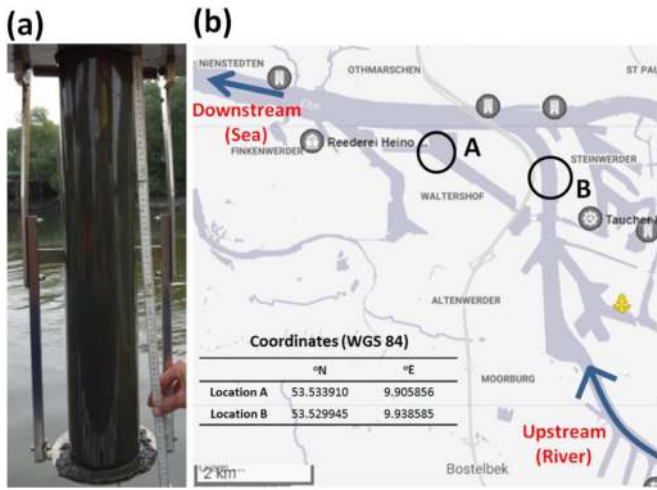 (a)
(b)
NIENSTEDTEN
OTHMARSCHEN
ST PAU
Downstream
(Sea)
Elbe
Reederei Heino
A
FINKENWERDER
STEINWERDER
B
WALTERSHOF
Taucher
ALTENWERDER
Coordinates (WGS 84)
°N °E
Location A 53.533910 9.905856
Location B 53.529945 9.938585
MOORBURG
Upstream
(River)
2 km
Bostelbek